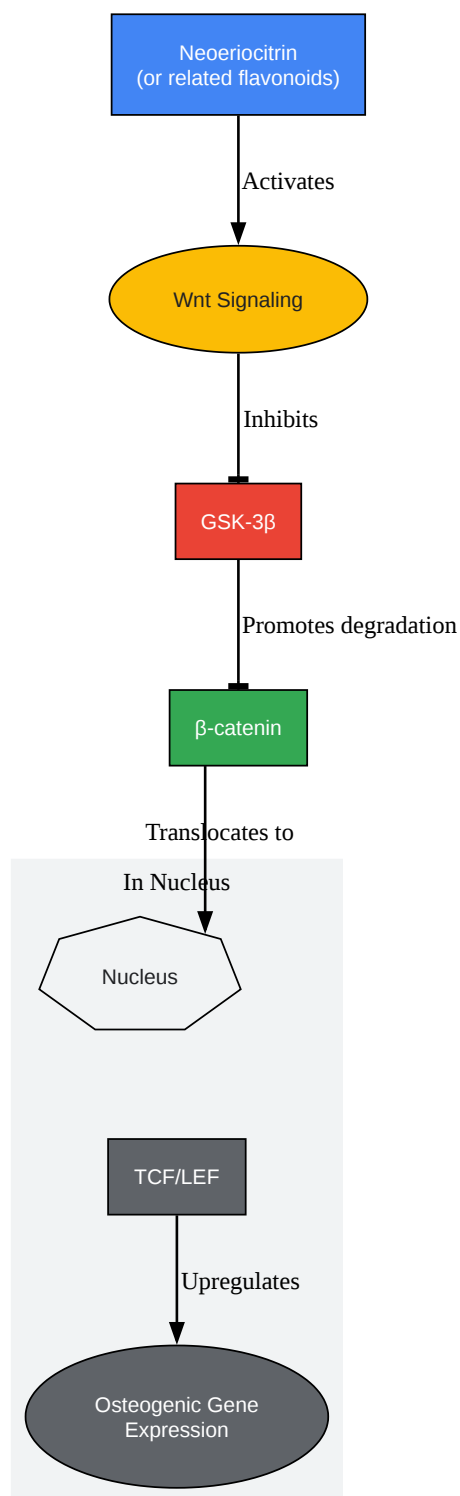 Neoeriocitrin
(or related flavonoids)
Activates
Wnt Signaling
Inhibits
GSK-3β
Promotes degradation
β-catenin
Translocates to
In Nucleus
Nucleus
TCF/LEF
Upregulates
Osteogenic Gene
Expression